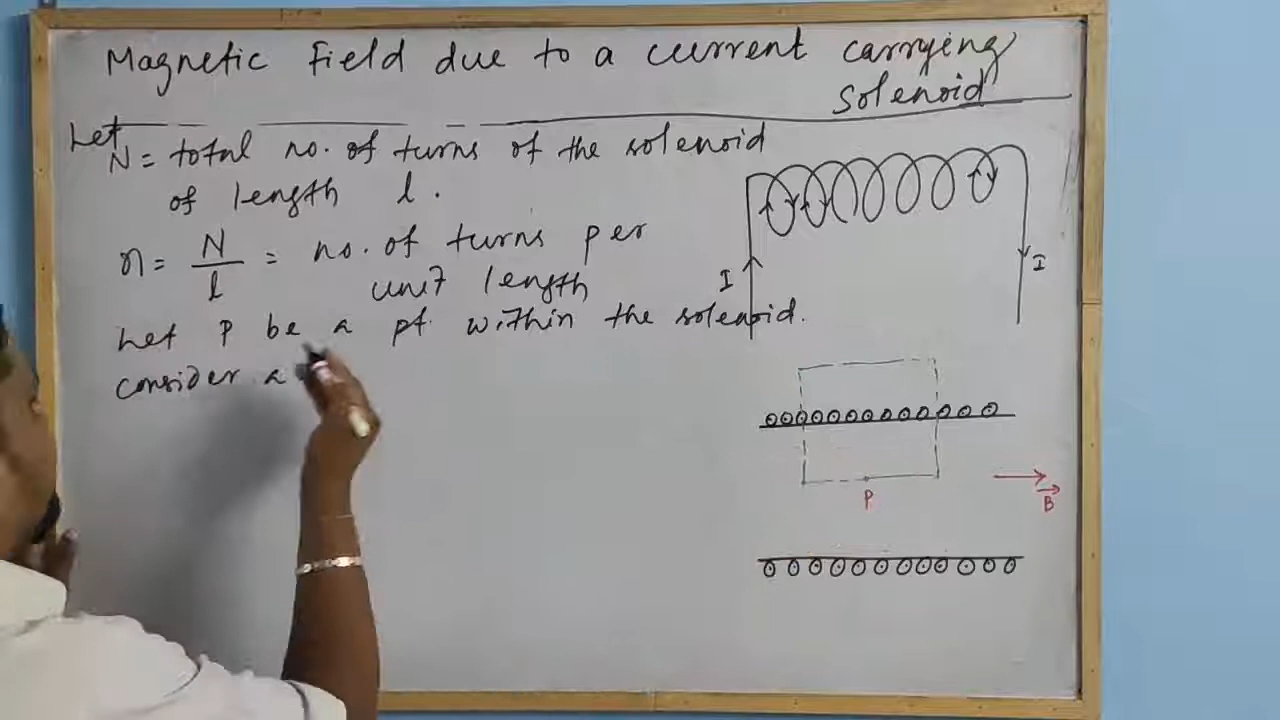 Magnetic Field due to a current carrying
solenoid
Let
N = total no. of turns of the solenoid
of length l.
n = N/l = no. of turns per
unit length
Let P be a pt. within the solenoid.
consider a
I
I
P
B